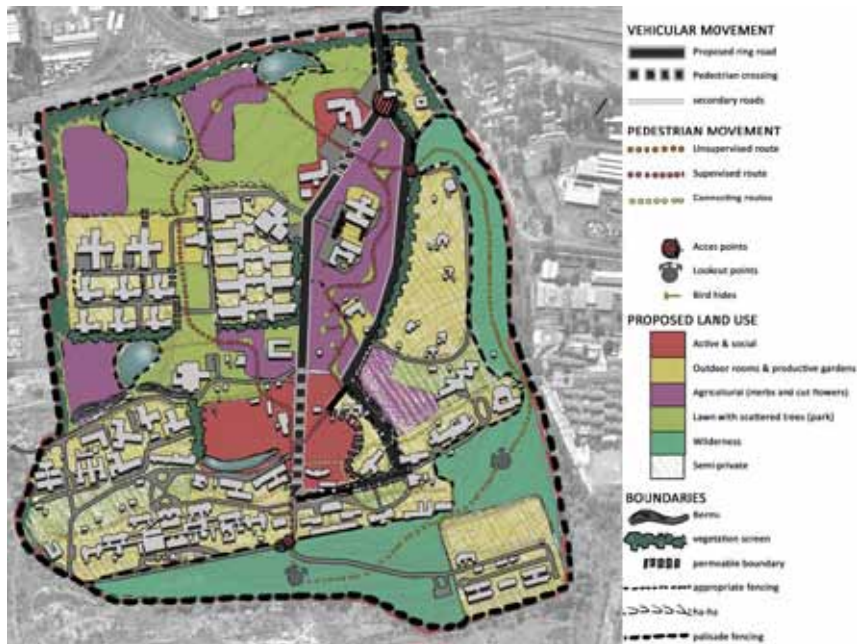 VEHICULAR MOVEMENT
Proposed ring road
Pedestrian crossing
secondary roads
PEDESTRIAN MOVEMENT
Unsupervised route
Supervised route
Connecting routes
Acces points
Lookout points
Bird hides
PROPOSED LAND USE
Active & social
Outdoor rooms & productive gardens
Agricultural (herbs and cut flowers)
Lawn with scattered trees (park)
Wilderness
Semi-private
BOUNDARIES
Berms
vegetation screen
permeable boundary
appropriate fencing
ha-ha
palisade fencing